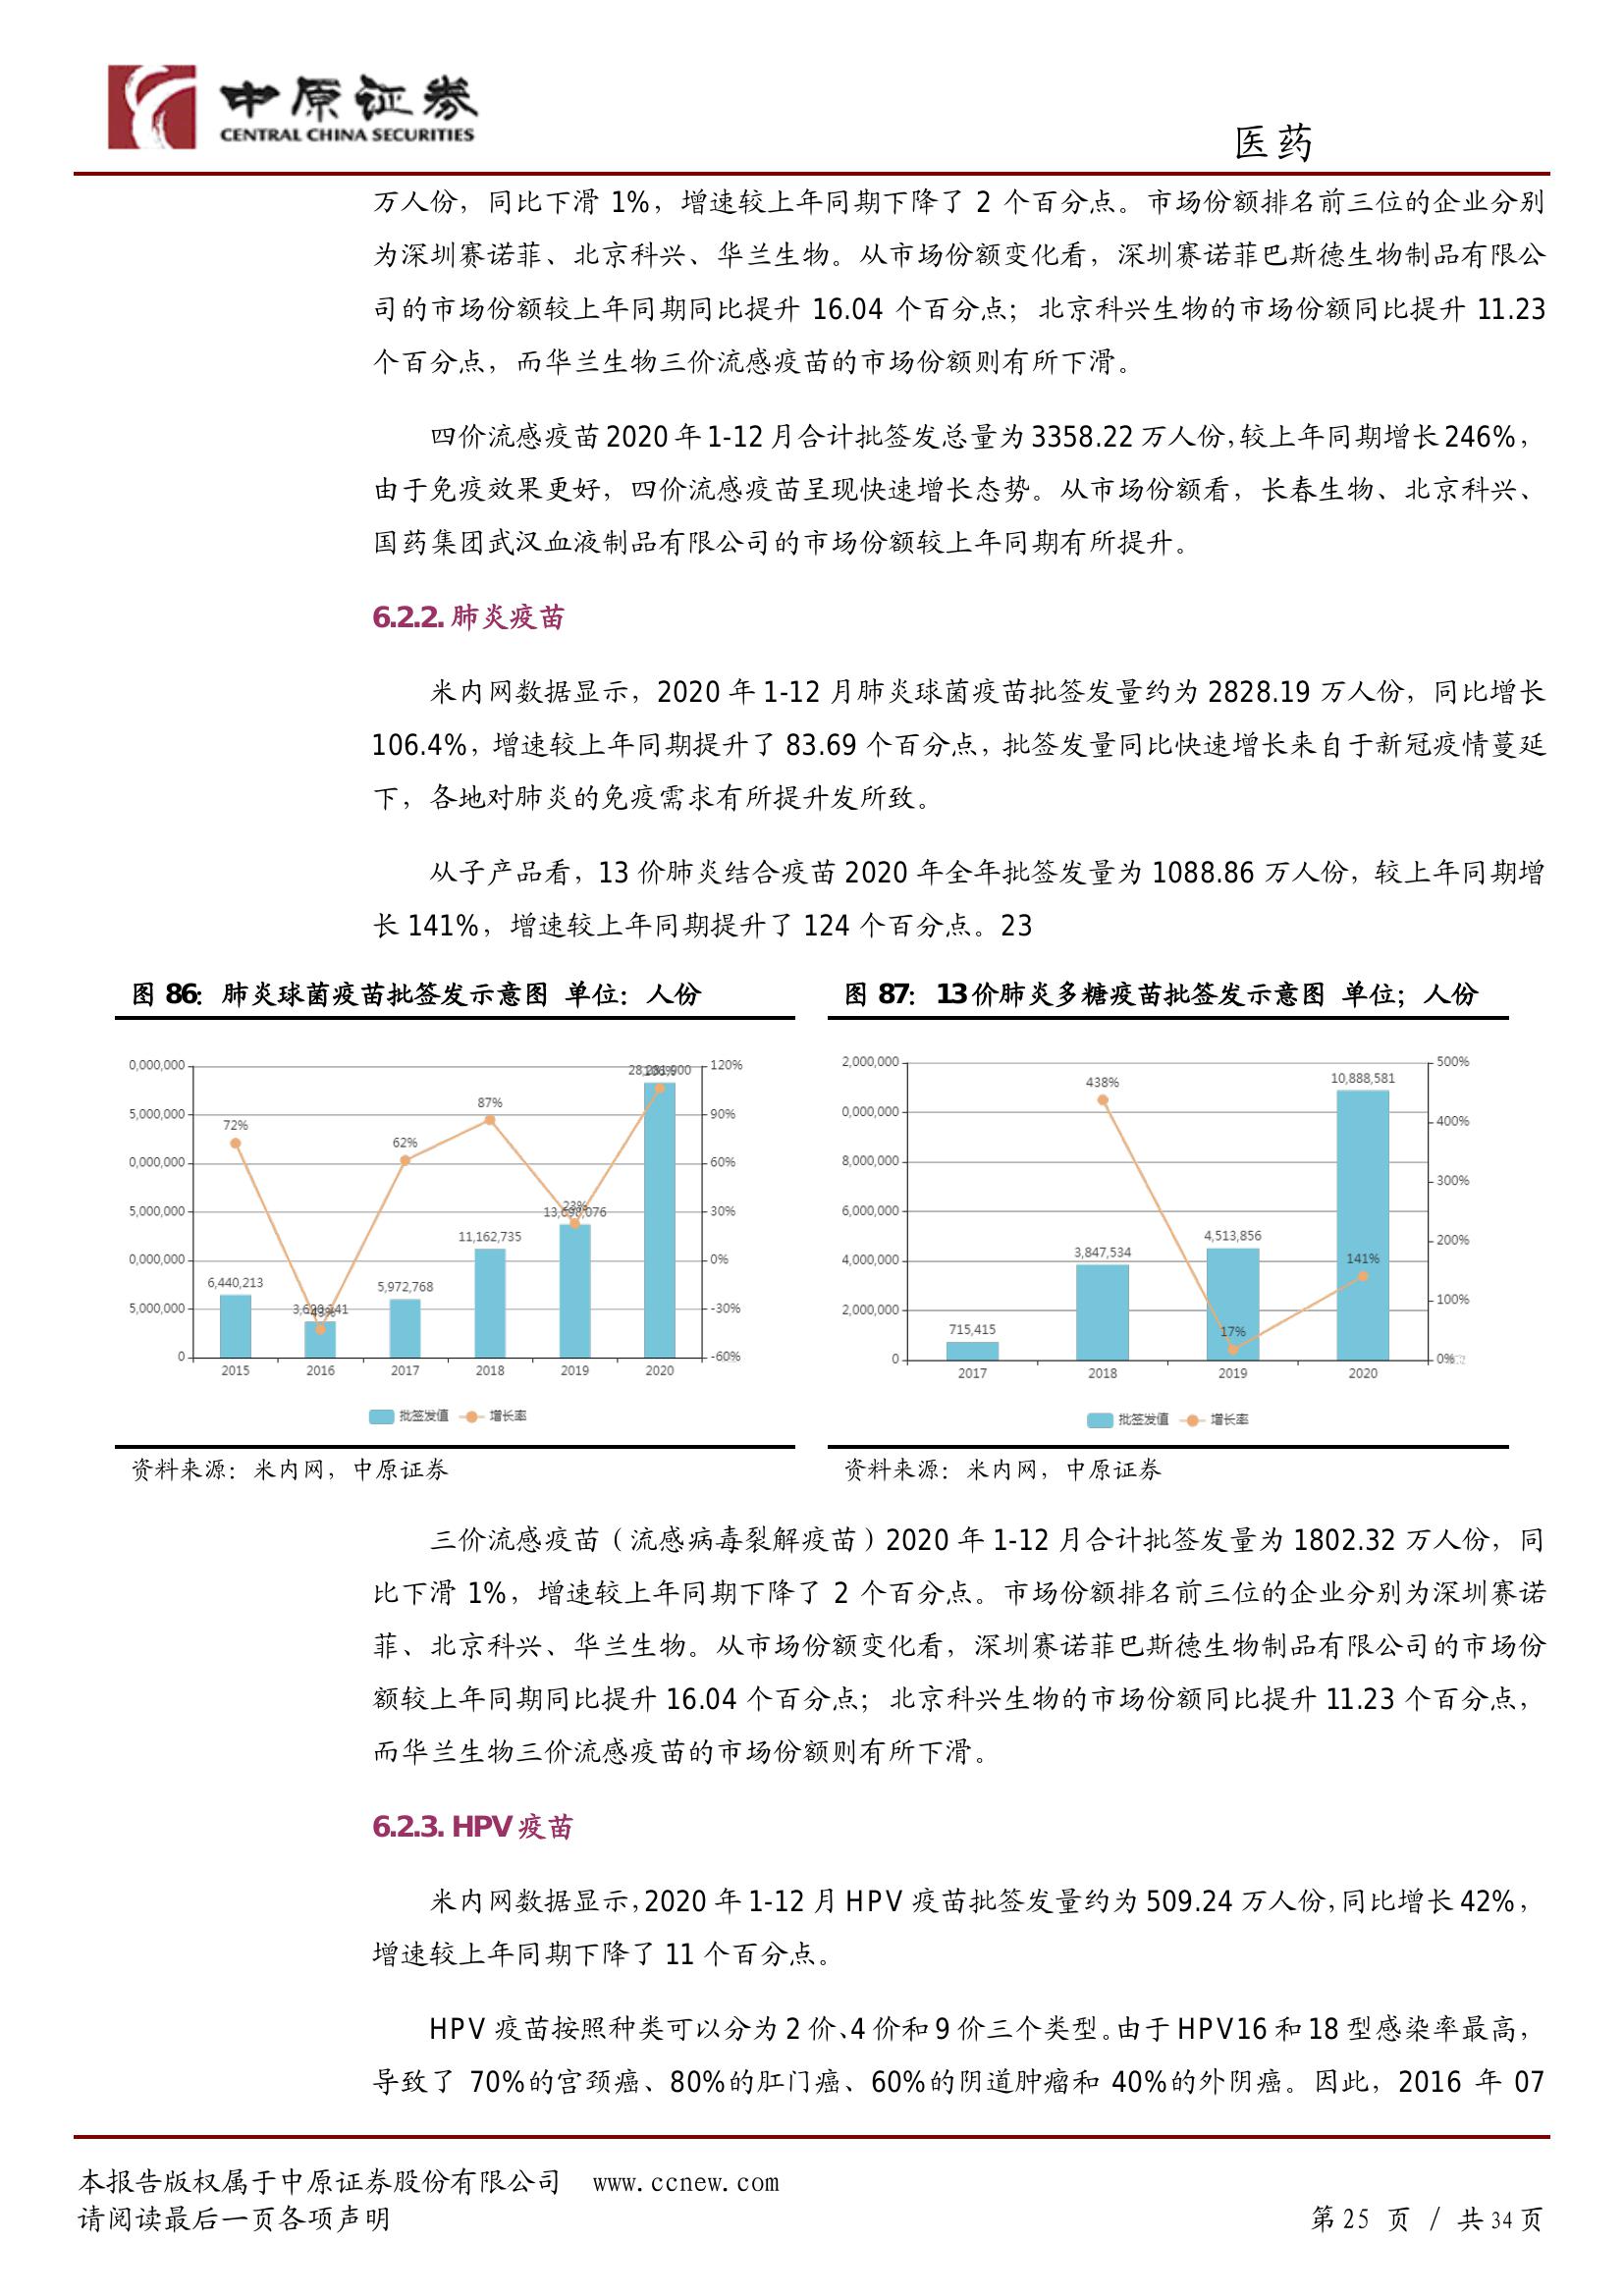 中原证券
CENTRAL CHINA SECURITIES
医药
万人份，同比下滑 1%，增速较上年同期下降了 2 个百分点。市场份额排名前三位的企业分别
为深圳赛诺菲、北京科兴、华兰生物。从市场份额变化看，深圳赛诺菲巴斯德生物制品有限公
司的市场份额较上年同期同比提升 16.04 个百分点；北京科兴生物的市场份额同比提升 11.23
个百分点，而华兰生物三价流感疫苗的市场份额则有所下滑。
四价流感疫苗 2020 年 1-12 月合计批签发总量为 3358.22 万人份，较上年同期增长 246%，
由于免疫效果更好，四价流感疫苗呈现快速增长态势。从市场份额看，长春生物、北京科兴、
国药集团武汉血液制品有限公司的市场份额较上年同期有所提升。
6.2.2. 肺炎疫苗
米内网数据显示，2020 年 1-12 月肺炎球菌疫苗批签发量约为 2828.19 万人份，同比增长
106.4%，增速较上年同期提升了 83.69 个百分点，批签发量同比快速增长来自于新冠疫情蔓延
下，各地对肺炎的免疫需求有所提升发所致。
从子产品看，13 价肺炎结合疫苗 2020 年全年批签发量为 1088.86 万人份，较上年同期增
长 141%，增速较上年同期提升了 124 个百分点。23
图 86：肺炎球菌疫苗批签发示意图 单位：人份
0,000,000
5,000,000
0,000,000
5,000,000
0,000,000
5,000,000
0
120%
90%
60%
30%
0%
-30%
-60%
72%
62%
87%
23%
6,440,213
5,972,768
11,162,735
2015 2016 2017 2018 2019 2020
批签发值 增长率
图 87：13 价肺炎多糖疫苗批签发示意图 单位；人份
2,000,000
0,000,000
8,000,000
6,000,000
4,000,000
2,000,000
0
500%
400%
300%
200%
100%
0%
438%
17%
141%
715,415
3,847,534
4,513,856
10,888,581
2017 2018 2019 2020
批签发值 增长率
资料来源：米内网，中原证券
资料来源：米内网，中原证券
三价流感疫苗（流感病毒裂解疫苗）2020 年 1-12 月合计批签发量为 1802.32 万人份，同
比下滑 1%，增速较上年同期下降了 2 个百分点。市场份额排名前三位的企业分别为深圳赛诺
菲、北京科兴、华兰生物。从市场份额变化看，深圳赛诺菲巴斯德生物制品有限公司的市场份
额较上年同期同比提升 16.04 个百分点；北京科兴生物的市场份额同比提升 11.23 个百分点，
而华兰生物三价流感疫苗的市场份额则有所下滑。
6.2.3. HPV 疫苗
米内网数据显示，2020 年 1-12 月 HPV 疫苗批签发量约为 509.24 万人份，同比增长 42%，
增速较上年同期下降了 11 个百分点。
HPV 疫苗按照种类可以分为 2 价、4 价和 9 价三个类型。由于 HPV16 和 18 型感染率最高，
导致了 70%的宫颈癌、80%的肛门癌、60%的阴道肿瘤和 40%的外阴癌。因此，2016 年 07
本报告版权属于中原证券股份有限公司 www.ccnew.com
请阅读最后一页各项声明
第 25 页 / 共 34 页